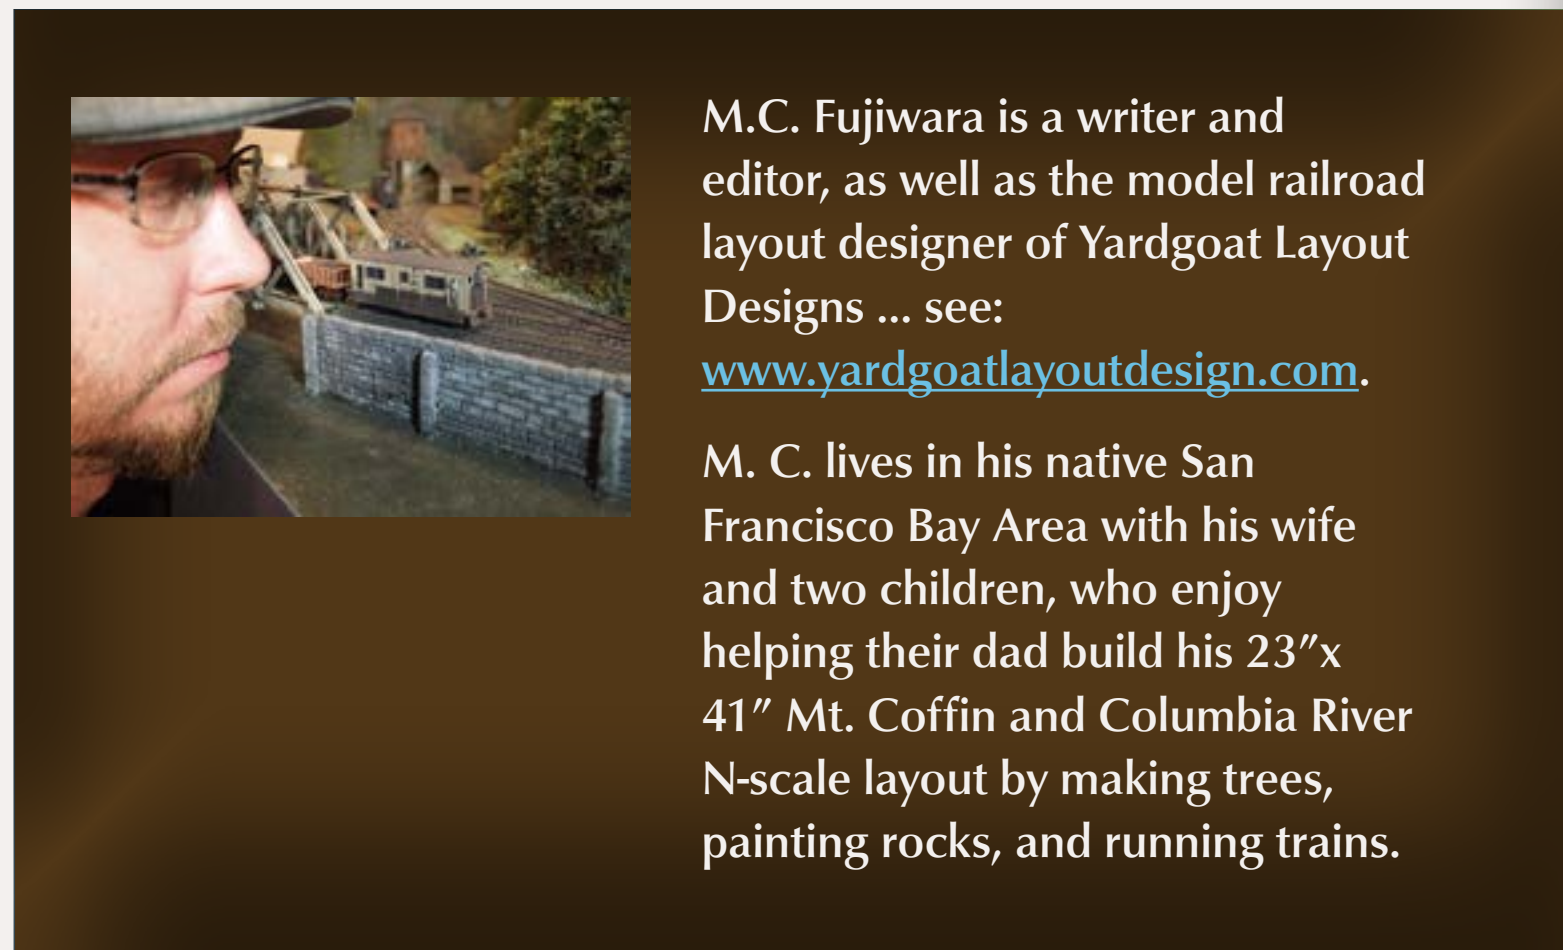 M.C. Fujiwara is a writer and
editor, as well as the model railroad
layout designer of Yardgoat Layout
Designs ... see:
www.yardgoatlayoutdesign.com.
M. C. lives in his native San
Francisco Bay Area with his wife
and two children, who enjoy
helping their dad build his 23″x
41″ Mt. Coffin and Columbia River
N-scale layout by making trees,
painting rocks, and running trains.